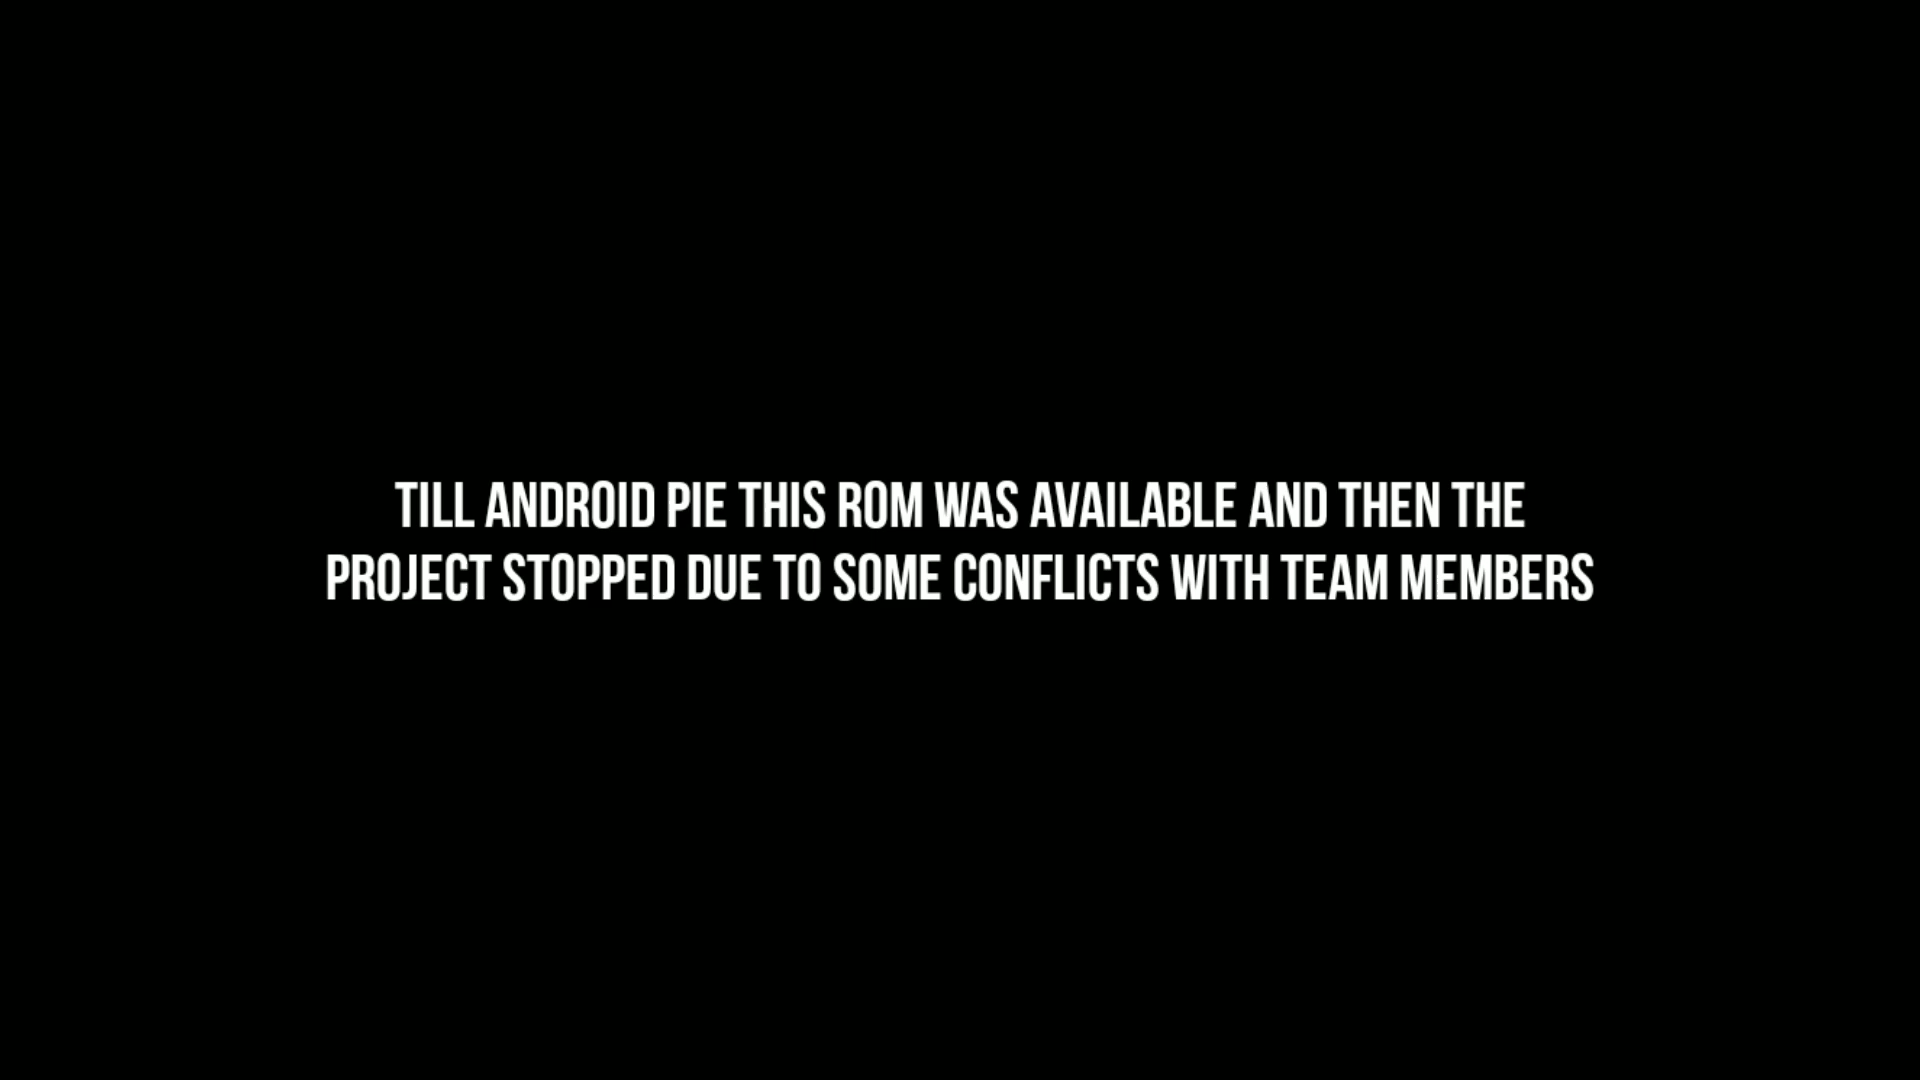 TILL ANDROID PIE THIS ROM WAS AVAILABLE AND THEN THE
PROJECT STOPPED DUE TO SOME CONFLICTS WITH TEAM MEMBERS